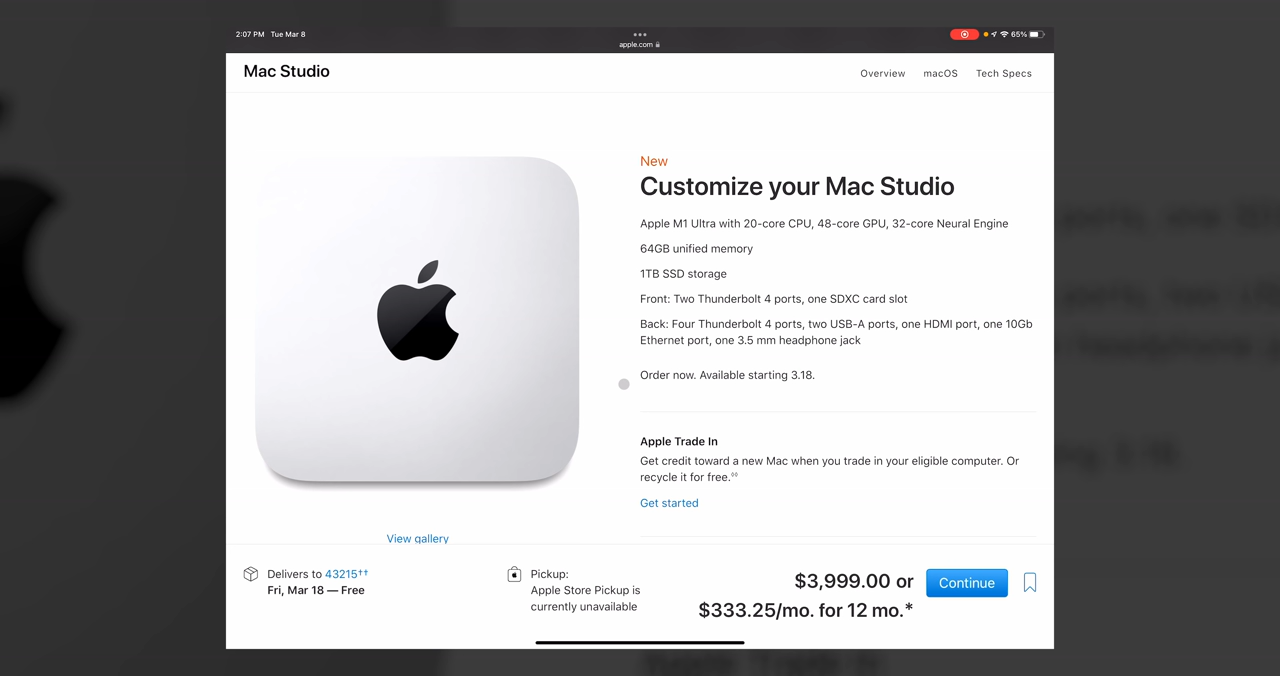 2:07 PM Tue Mar 8
apple.com
65%
Mac Studio
Overview macOS Tech Specs
New
Customize your Mac Studio
Apple M1 Ultra with 20-core CPU, 48-core GPU, 32-core Neural Engine
64GB unified memory
1TB SSD storage
Front: Two Thunderbolt 4 ports, one SDXC card slot
Back: Four Thunderbolt 4 ports, two USB-A ports, one HDMI port, one 10Gb
Ethernet port, one 3.5 mm headphone jack
Order now. Available starting 3.18.
Apple Trade In
Get credit toward a new Mac when you trade in your eligible computer. Or
recycle it for free.◊◊
Get started
View gallery
Delivers to 43215††
Fri, Mar 18 — Free
Pickup:
Apple Store Pickup is
currently unavailable
$3,999.00 or
$333.25/mo. for 12 mo.*
Continue